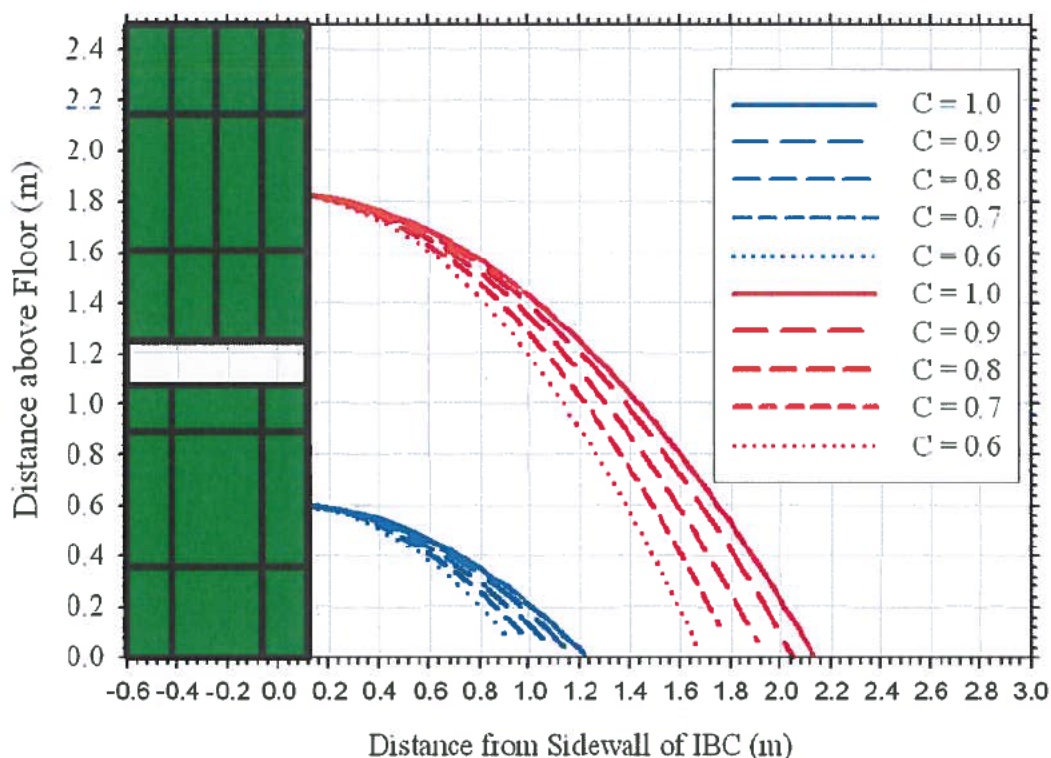 Distance above Floor (m)
2.4
2.2
2.0
1.8
1.6
1.4
1.2
1.0
0.8
0.6
0.4
0.2
0.0
-0.6 -0.4 -0.2 0.0 0.2 0.4 0.6 0.8 1.0 1.2 1.4 1.6 1.8 2.0 2.2 2.4 2.6 2.8 3.0
Distance from Sidewall of IBC (m)
C = 1.0
C = 0.9
C = 0.8
C = 0.7
C = 0.6
C = 1.0
C = 0.9
C = 0.8
C = 0.7
C = 0.6